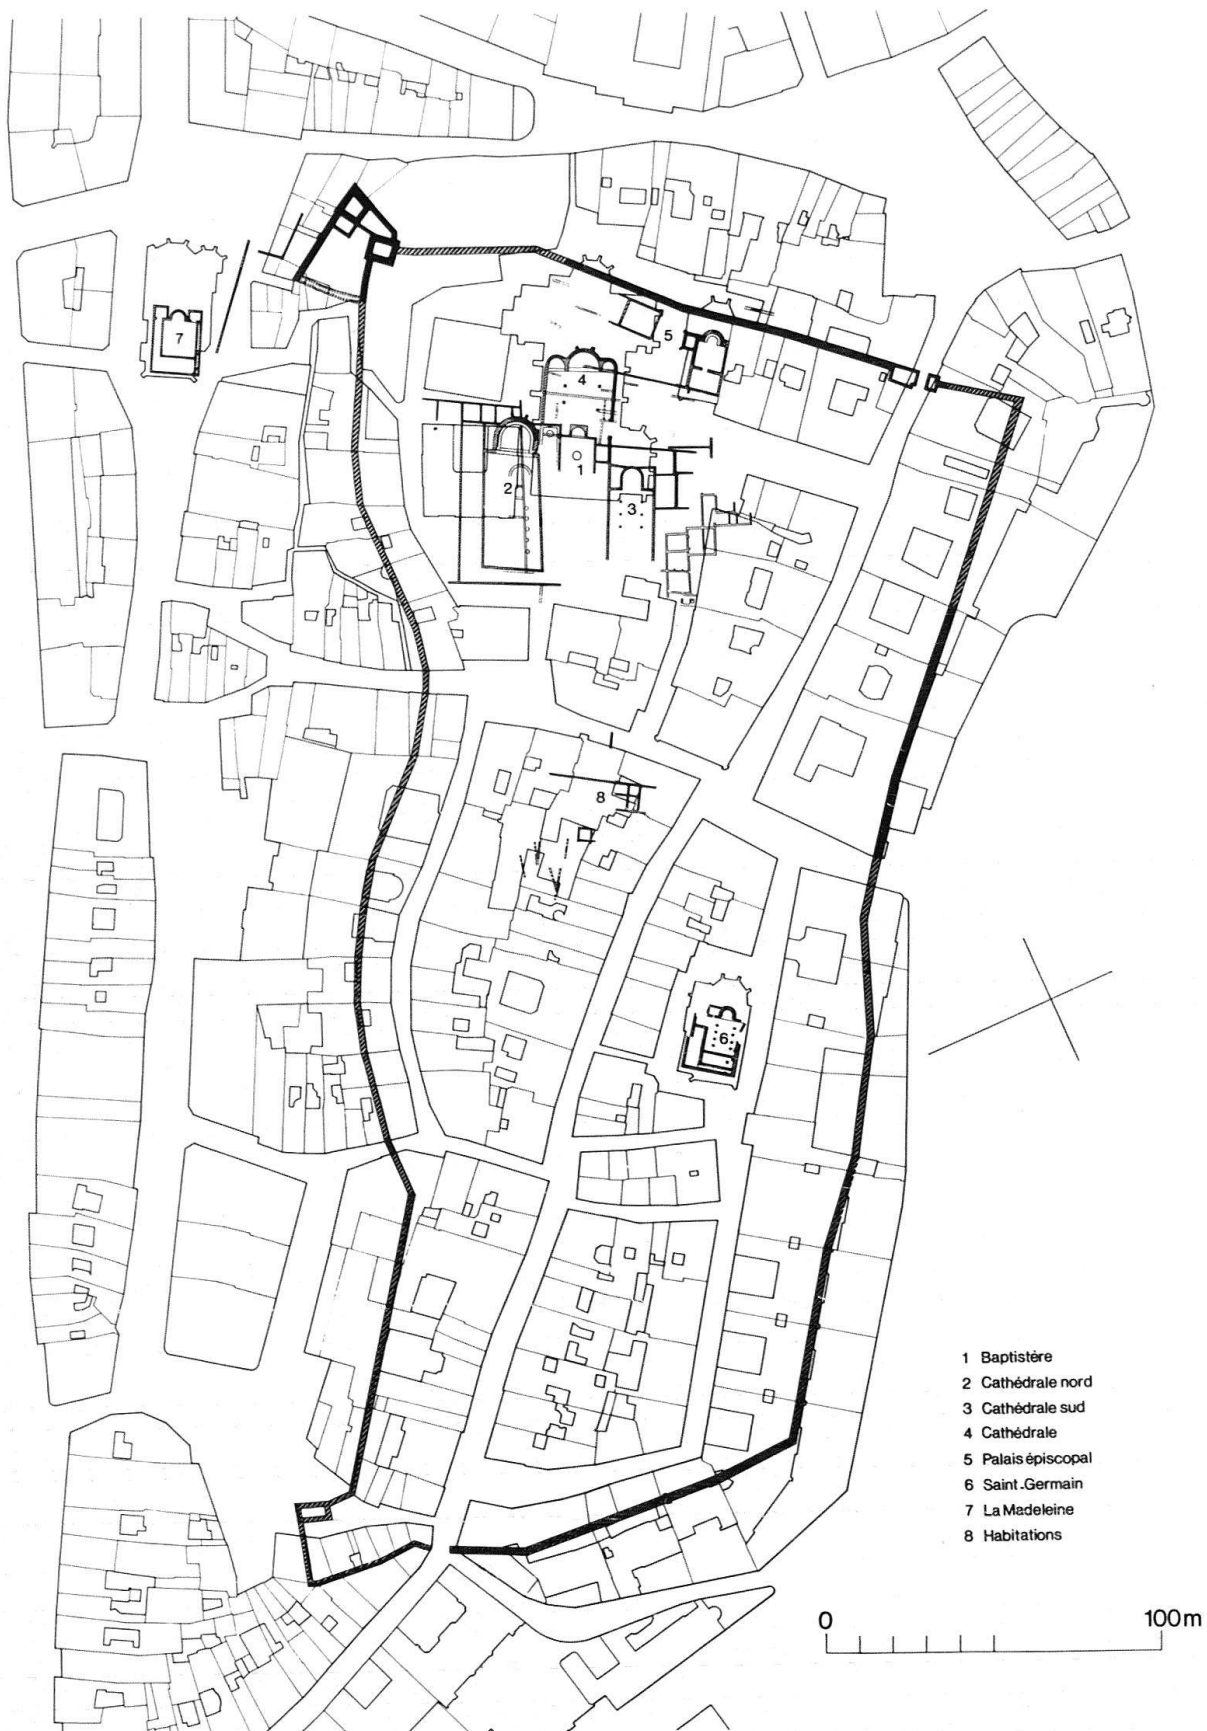 7
5
4
1
2
3
8
6
1 Baptistère
2 Cathédrale nord
3 Cathédrale sud
4 Cathédrale
5 Palais épiscopal
6 Saint-Germain
7 La Madeleine
8 Habitations
0 100m